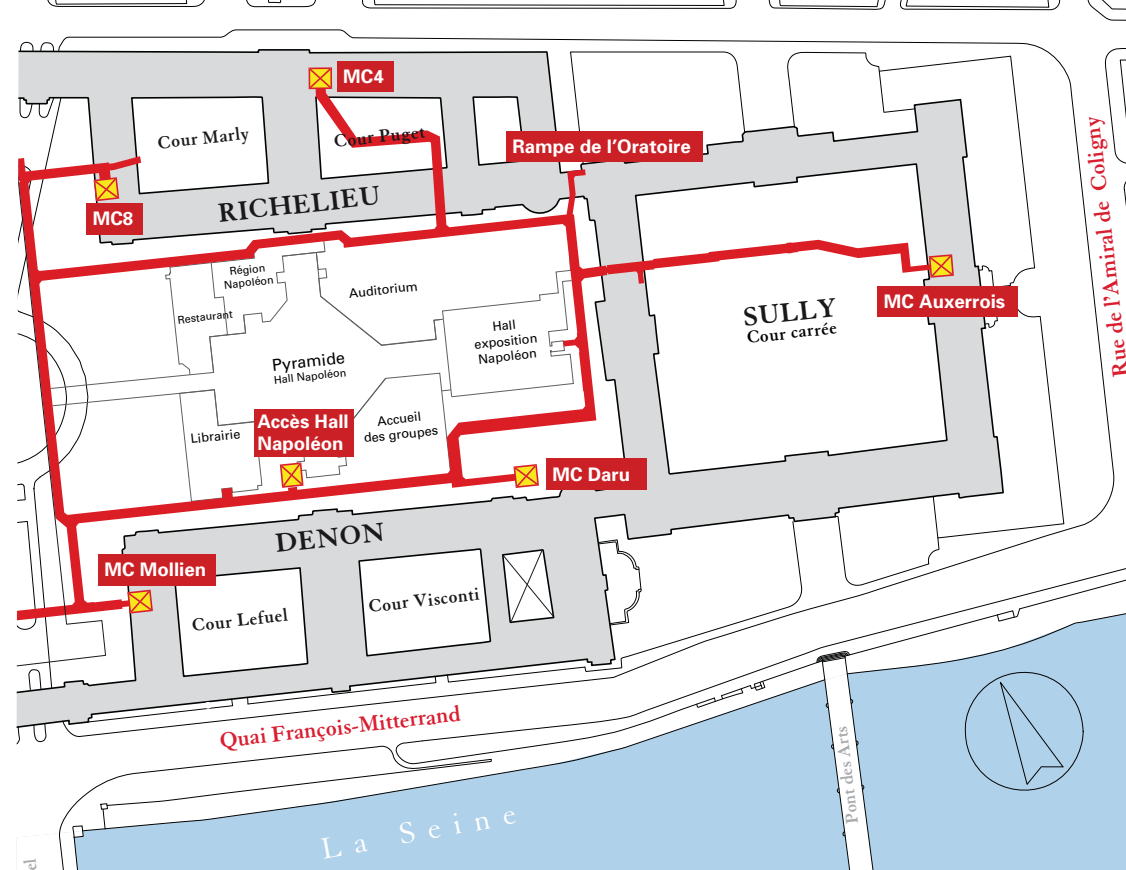 MC4
Cour Marly
Cour Puget
Rampe de l'Oratoire
MC8
RICHELIEU
Rue de l'Amiral de Coligny
Région
Napoléon
Auditorium
Restaurant
MC Auxerrois
SULLY
Cour carrée
Hall
exposition
Napoléon
Pyramide
Hall Napoléon
Accès Hall
Napoléon
Accueil
des groupes
Librairie
MC Daru
DENON
MC Mollien
Cour Lefuel
Cour Visconti
Quai François-Mitterrand
Pont des Arts
La Seine
el